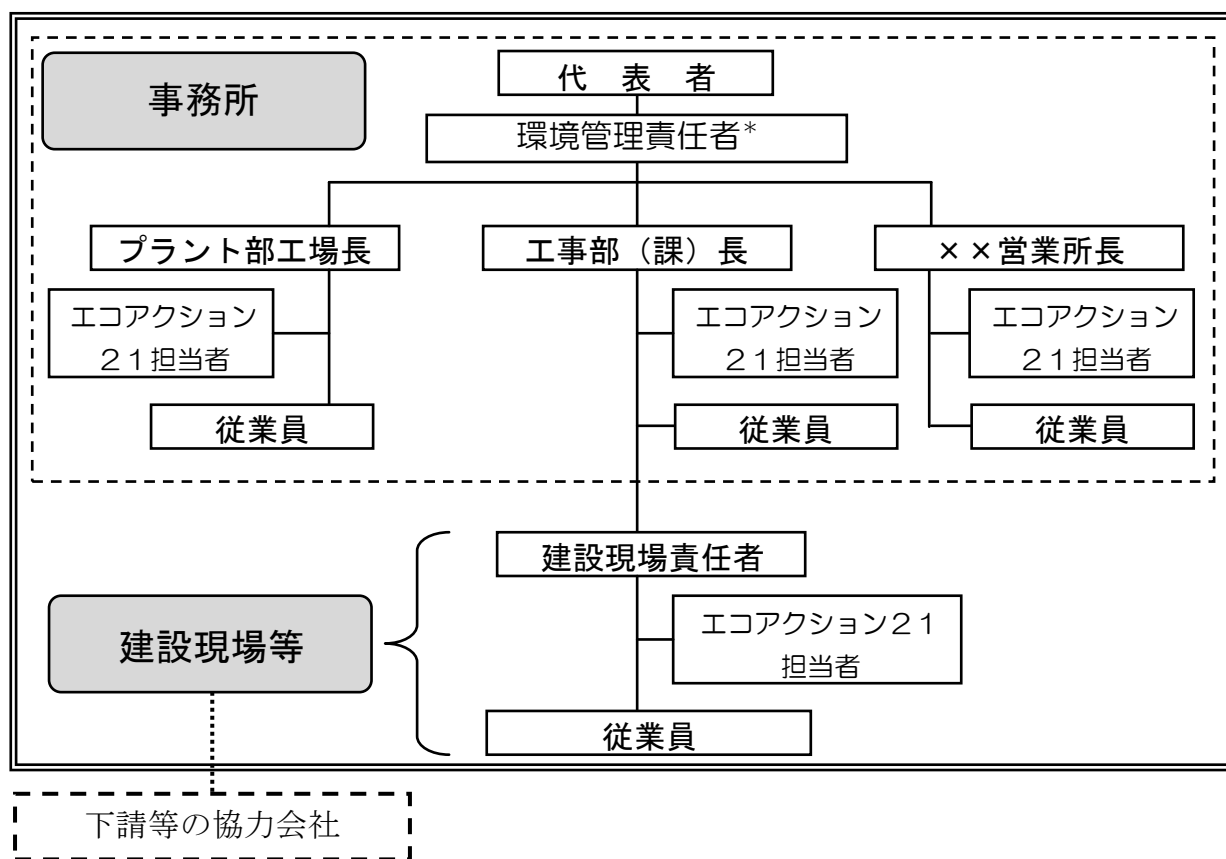 事務所
代 表 者
環境管理責任者*
プラント部工場長
工事部（課）長
××営業所長
エコアクション
２１担当者
エコアクション
２１担当者
エコアクション
２１担当者
従業員
従業員
従業員
建設現場責任者
建設現場等
エコアクション２１
担当者
従業員
下請等の協力会社